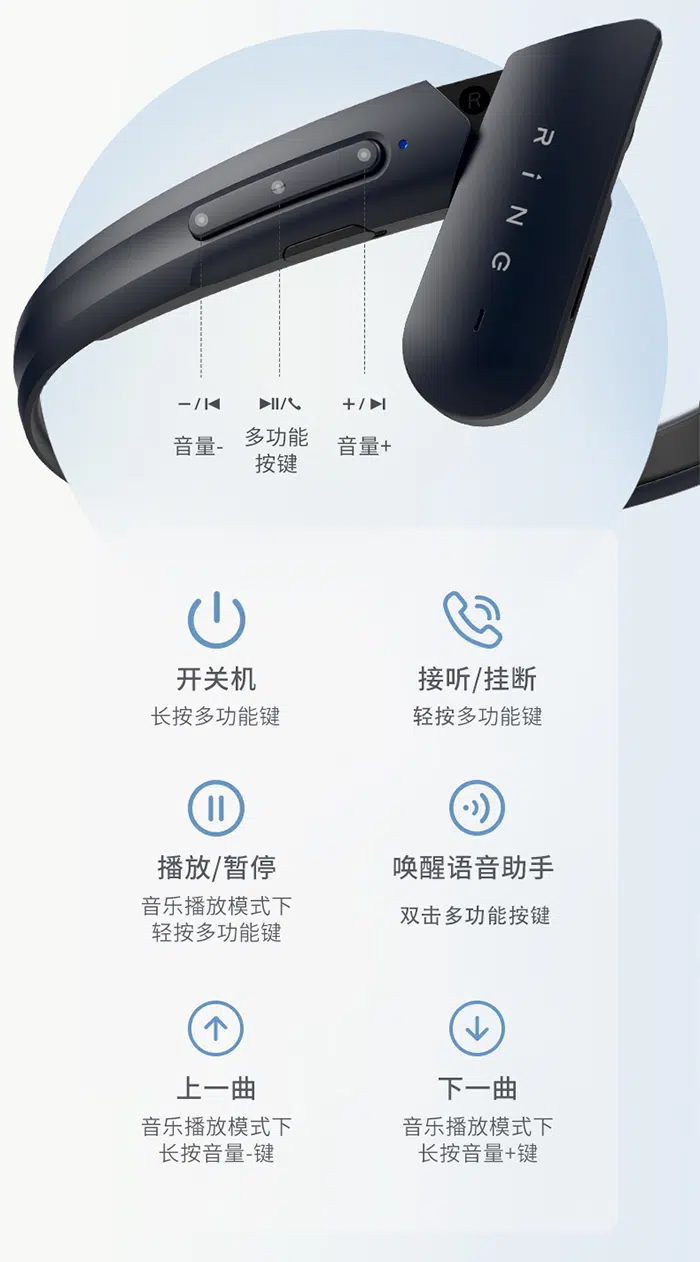 R
RiNG
−/I◀ ▶II/ +/▶I
音量- 多功能按键 音量+
开关机 接听/挂断
长按多功能键 轻按多功能键
播放/暂停 唤醒语音助手
音乐播放模式下
轻按多功能键
双击多功能按键
上一曲 下一曲
音乐播放模式下 音乐播放模式下
长按音量-键 长按音量+键